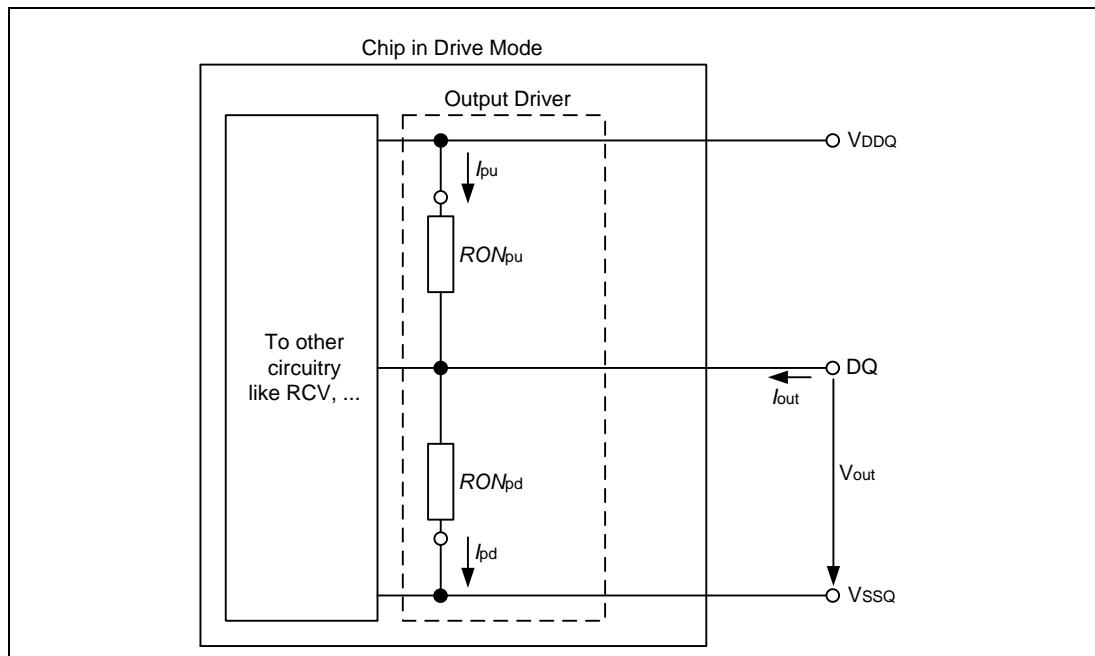 Chip in Drive Mode
Output Driver
VDDQ
Ipu
RONpu
To other
circuitry
like RCV, ...
DQ
Iout
RONpd
Vout
Ipd
VSSQ